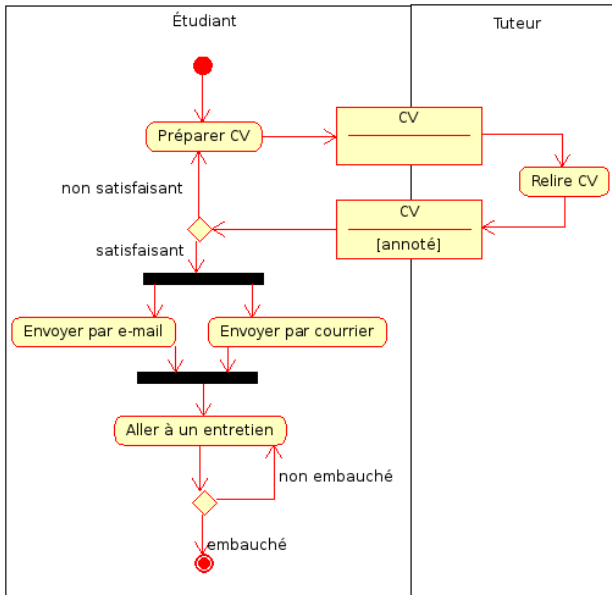 Étudiant
Tuteur
CV
Préparer CV
Relire CV
non satisfaisant
CV
[annoté]
satisfaisant
Envoyer par e-mail
Envoyer par courrier
Aller à un entretien
non embauché
embauché